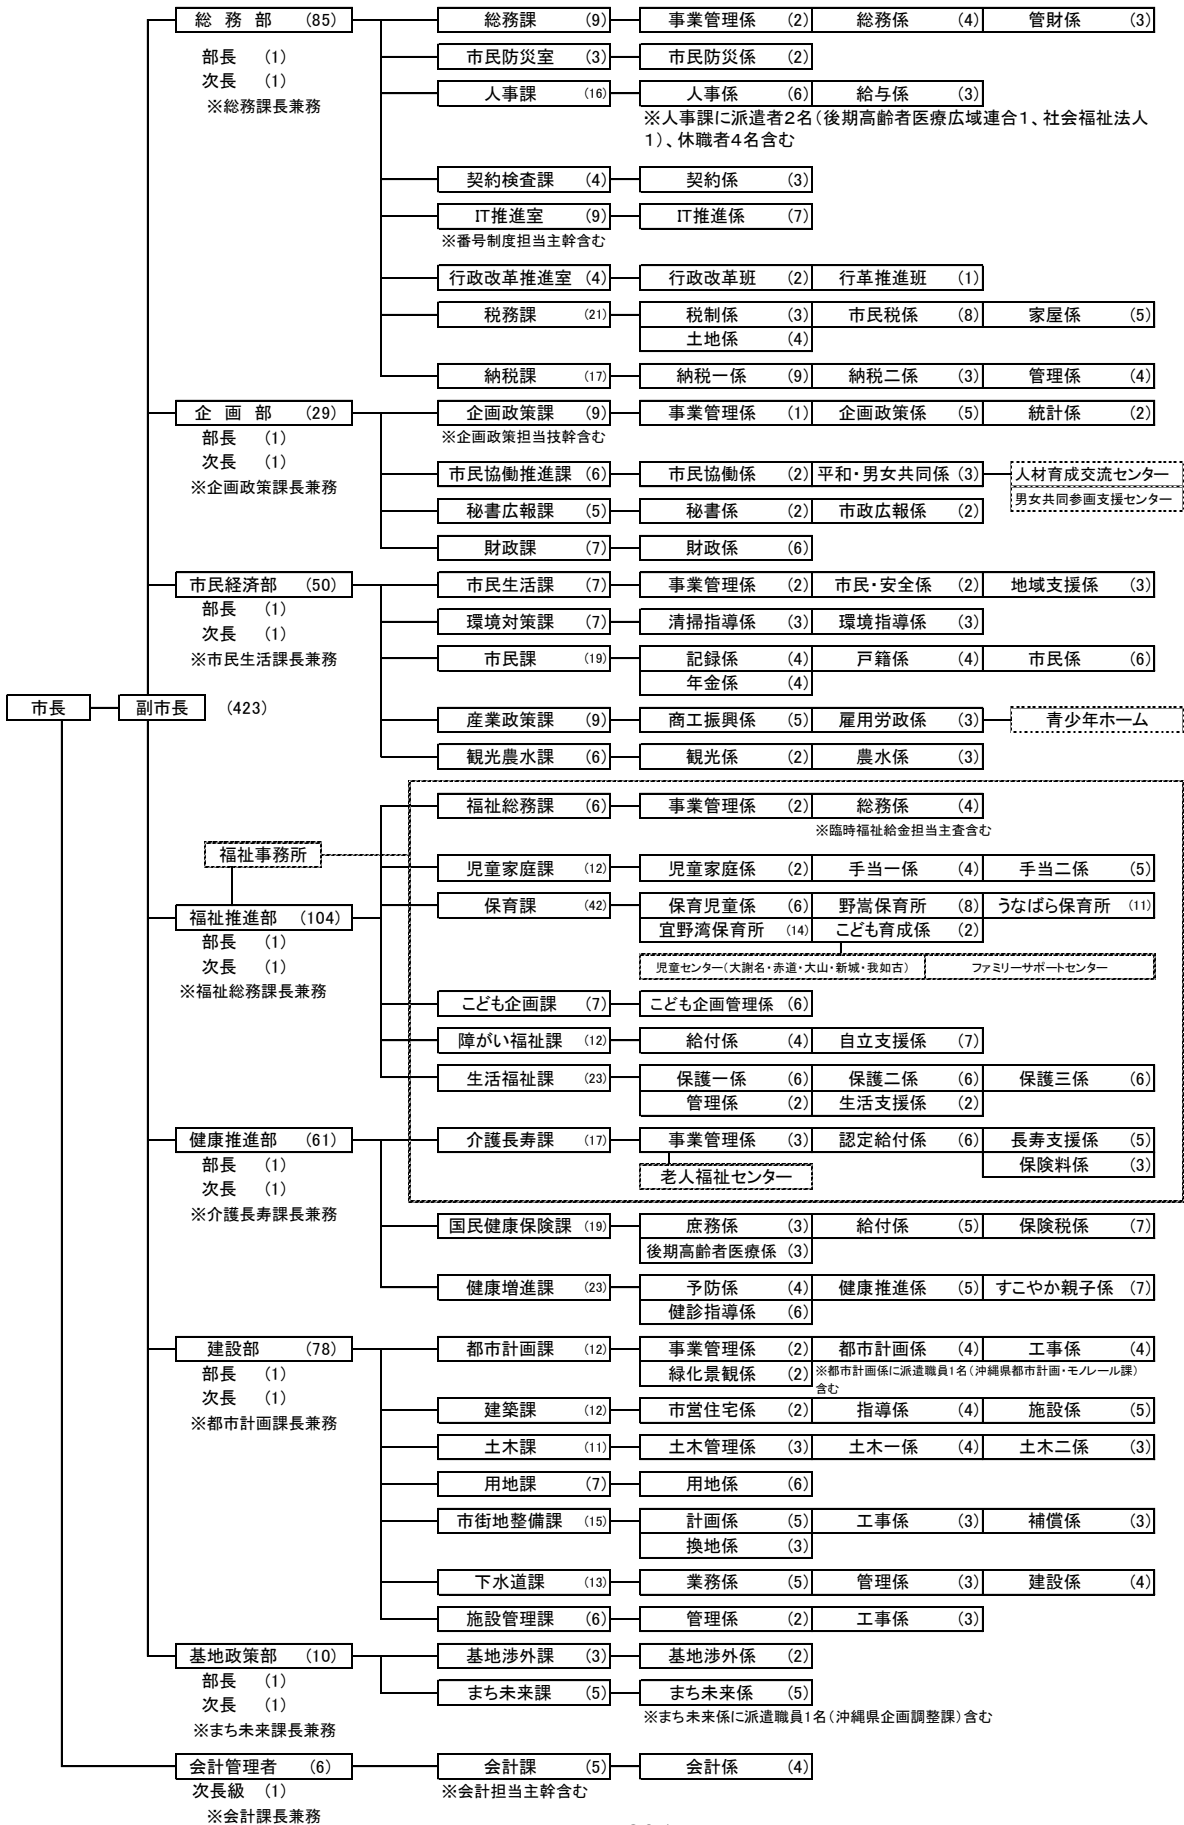 総 務 部 (85) 総務課 (9) 事業管理係 (2) 総務係 (4) 管財係 (3)
部長 (1) 市民防災室 (3) 市民防災係 (2)
次長 (1)
※総務課長兼務
人事課 (16) 人事係 (6) 給与係 (3)
※人事課に派遣者2名(後期高齢者医療広域連合1、社会福祉法人
1)、休職者4名含む
契約検査課 (4) 契約係 (3)
IT推進室 (9) IT推進係 (7)
※番号制度担当主幹含む
行政改革推進室 (4) 行政改革班 (2) 行革推進班 (1)
税務課 (21) 税制係 (3) 市民税係 (8) 家屋係 (5)
土地係 (4)
納税課 (17) 納税一係 (9) 納税二係 (3) 管理係 (4)
企 画 部 (29) 企画政策課 (9) 事業管理係 (1) 企画政策係 (5) 統計係 (2)
部長 (1) ※企画政策担当技幹含む
次長 (1)
※企画政策課長兼務
市民協働推進課 (6) 市民協働係 (2) 平和・男女共同係 (3) 人材育成交流センター
男女共同参画支援センター
秘書広報課 (5) 秘書係 (2) 市政広報係 (2)
財政課 (7) 財政係 (6)
市民経済部 (50) 市民生活課 (7) 事業管理係 (2) 市民・安全係 (2) 地域支援係 (3)
部長 (1)
次長 (1)
※市民生活課長兼務
環境対策課 (7) 清掃指導係 (3) 環境指導係 (3)
市民課 (19) 記録係 (4) 戸籍係 (4) 市民係 (6)
年金係 (4)
市長 副市長 (423)
産業政策課 (9) 商工振興係 (5) 雇用労政係 (3) 青少年ホーム
観光農水課 (6) 観光係 (2) 農水係 (3)
福祉総務課 (6) 事業管理係 (2) 総務係 (4)
※臨時福祉給金担当主査含む
福祉事務所
児童家庭課 (12) 児童家庭係 (2) 手当一係 (4) 手当二係 (5)
保育課 (42) 保育児童係 (6) 野嵩保育所 (8) うなばら保育所 (11)
福祉推進部 (104) 宜野湾保育所 (14) こども育成係 (2)
部長 (1)
次長 (1)
※福祉総務課長兼務
児童センター(大謝名・赤道・大山・新城・我如古) ファミリーサポートセンター
こども企画課 (7) こども企画管理係 (6)
障がい福祉課 (12) 給付係 (4) 自立支援係 (7)
生活福祉課 (23) 保護一係 (6) 保護二係 (6) 保護三係 (6)
管理係 (2) 生活支援係 (2)
健康推進部 (61) 介護長寿課 (17) 事業管理係 (3) 認定給付係 (6) 長寿支援係 (5)
部長 (1) 保険料係 (3)
次長 (1) 老人福祉センター
※介護長寿課長兼務
国民健康保険課 (19) 庶務係 (3) 給付係 (5) 保険税係 (7)
後期高齢者医療係 (3)
健康増進課 (23) 予防係 (4) 健康推進係 (5) すこやか親子係 (7)
健診指導係 (6)
建設部 (78) 都市計画課 (12) 事業管理係 (2) 都市計画係 (4) 工事係 (4)
部長 (1) 緑化景観係 (2) ※都市計画係に派遣職員1名(沖縄県都市計画・モノレール課)
含む
次長 (1)
※都市計画課長兼務
建築課 (12) 市営住宅係 (2) 指導係 (4) 施設係 (5)
土木課 (11) 土木管理係 (3) 土木一係 (4) 土木二係 (3)
用地課 (7) 用地係 (6)
市街地整備課 (15) 計画係 (5) 工事係 (3) 補償係 (3)
換地係 (3)
下水道課 (13) 業務係 (5) 管理係 (3) 建設係 (4)
施設管理課 (6) 管理係 (2) 工事係 (3)
基地政策部 (10) 基地渉外課 (3) 基地渉外係 (2)
部長 (1)
次長 (1)
※まち未来課長兼務
まち未来課 (5) まち未来係 (5)
※まち未来係に派遣職員1名(沖縄県企画調整課)含む
会計管理者 (6) 会計課 (5) 会計係 (4)
次長級 (1) ※会計担当主幹含む
※会計課長兼務